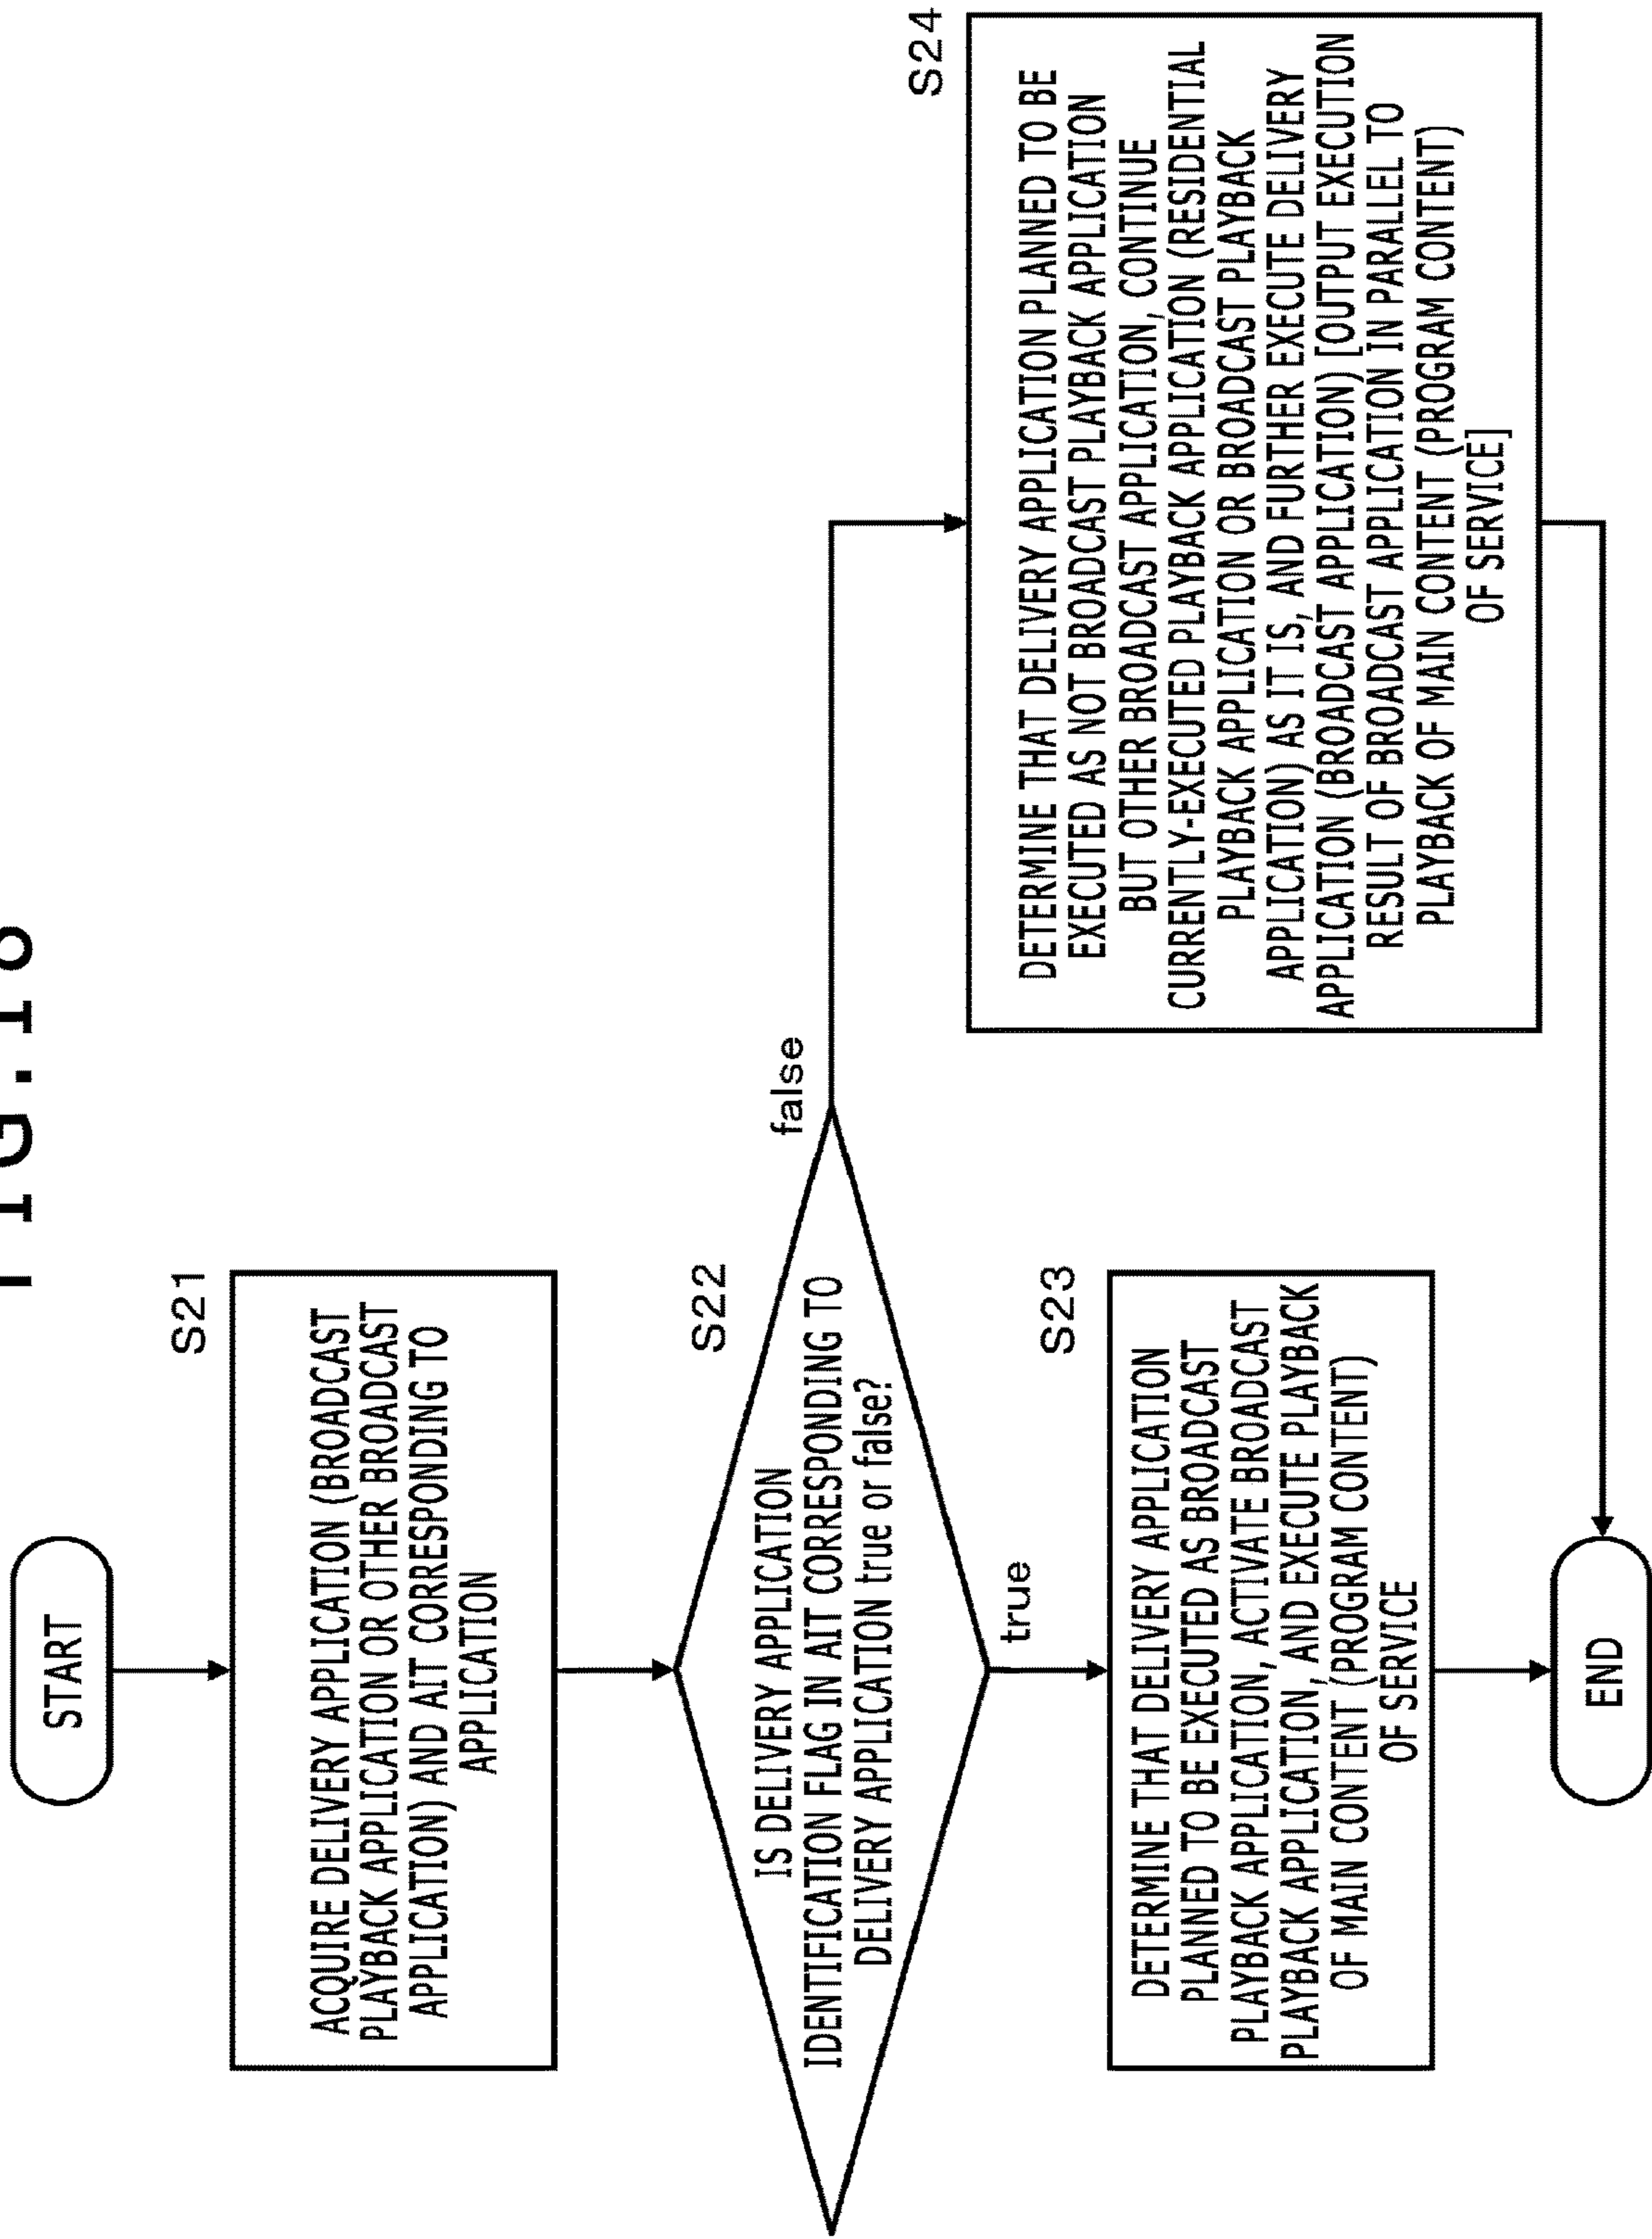 START
S21
ACQUIRE DELIVERY APPLICATION (BROADCAST
PLAYBACK APPLICATION OR OTHER BROADCAST
APPLICATION) AND AIT CORRESPONDING TO
APPLICATION
S22
IS DELIVERY APPLICATION
IDENTIFICATION FLAG IN AIT CORRESPONDING TO
DELIVERY APPLICATION true or false?
false
true
S23
DETERMINE THAT DELIVERY APPLICATION
PLANNED TO BE EXECUTED AS BROADCAST
PLAYBACK APPLICATION, ACTIVATE BROADCAST
PLAYBACK APPLICATION, AND EXECUTE PLAYBACK
OF MAIN CONTENT (PROGRAM CONTENT)
OF SERVICE
S24
DETERMINE THAT DELIVERY APPLICATION PLANNED TO BE
EXECUTED AS NOT BROADCAST PLAYBACK APPLICATION
BUT OTHER BROADCAST APPLICATION, CONTINUE
CURRENTLY-EXECUTED PLAYBACK APPLICATION (RESIDENTIAL
PLAYBACK APPLICATION OR BROADCAST PLAYBACK
APPLICATION) AS IT IS, AND FURTHER EXECUTE DELIVERY
APPLICATION (BROADCAST APPLICATION) [OUTPUT EXECUTION
RESULT OF BROADCAST APPLICATION IN PARALLEL TO
PLAYBACK OF MAIN CONTENT (PROGRAM CONTENT)
OF SERVICE]
END